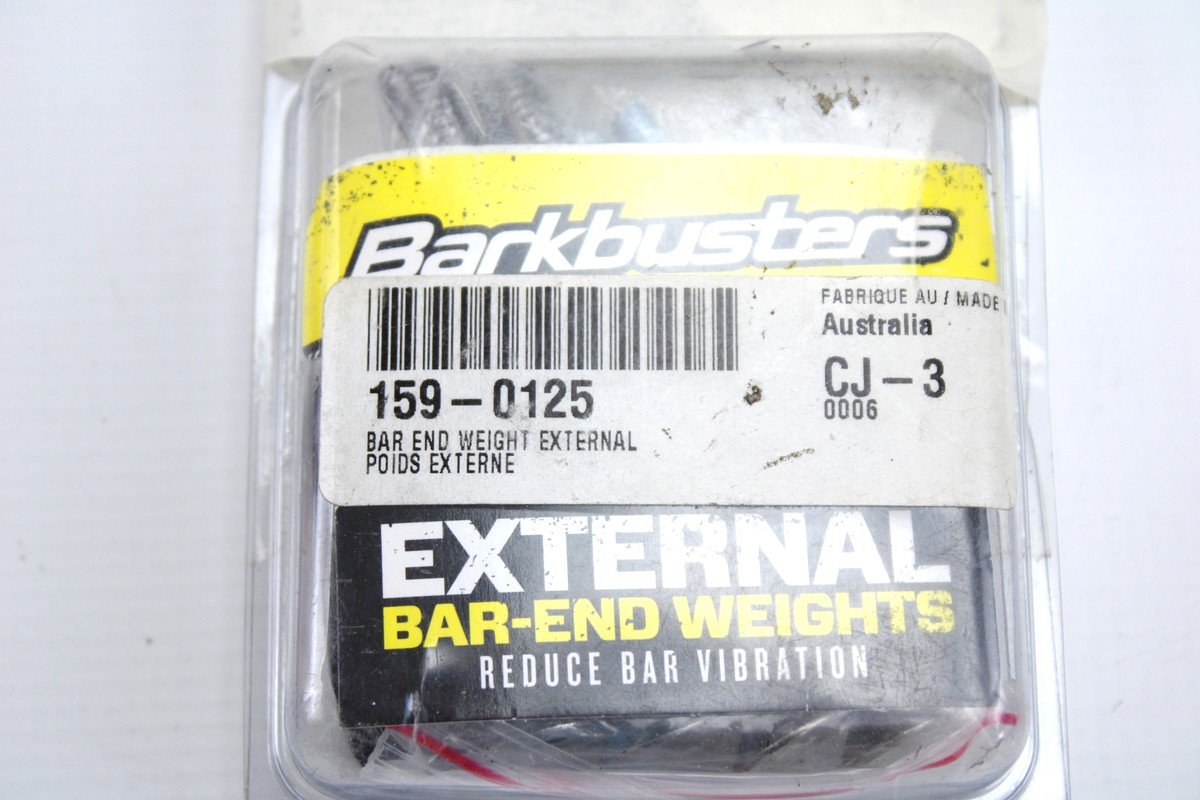 Barkbusters
FABRIQUE AU / MADE
Australia
159-0125
CJ-3
0006
BAR END WEIGHT EXTERNAL
POIDS EXTERNE
EXTERNAL
BAR-END WEIGHTS
REDUCE BAR VIBRATION